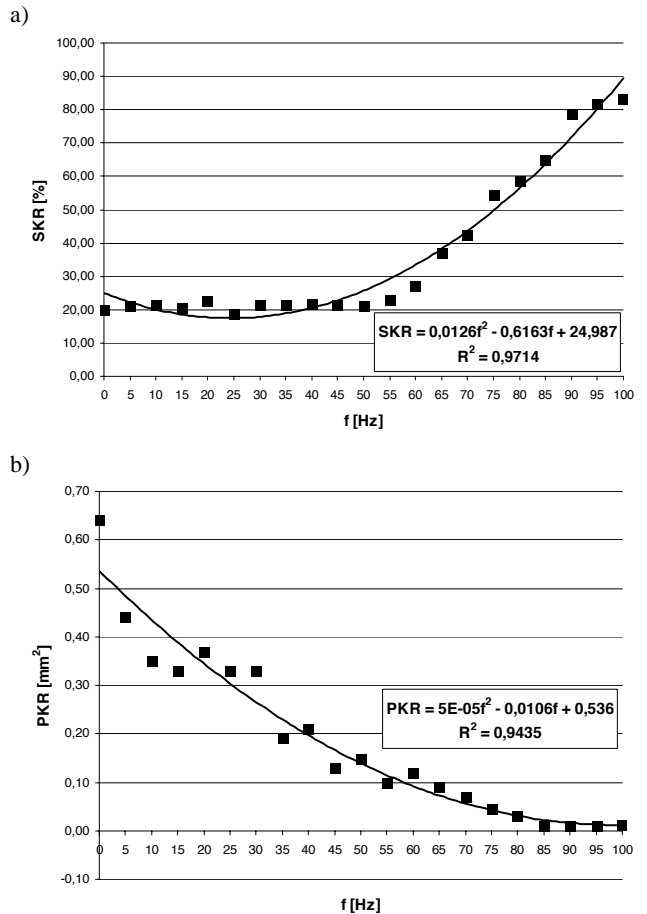 a)
100,00
90,00
80,00
70,00
60,00
50,00
40,00
30,00
20,00
10,00
0,00
SKR [%]
SKR = 0,0126f² - 0,6163f + 24,987
R² = 0,9714
0 5 10 15 20 25 30 35 40 45 50 55 60 65 70 75 80 85 90 95 100
f [Hz]
b)
0,70
0,60
0,50
0,40
0,30
0,20
0,10
0,00
-0,10
PKR [mm²]
PKR = 5E-05f² - 0,0106f + 0,536
R² = 0,9435
0 5 10 15 20 25 30 35 40 45 50 55 60 65 70 75 80 85 90 95 100
f [Hz]